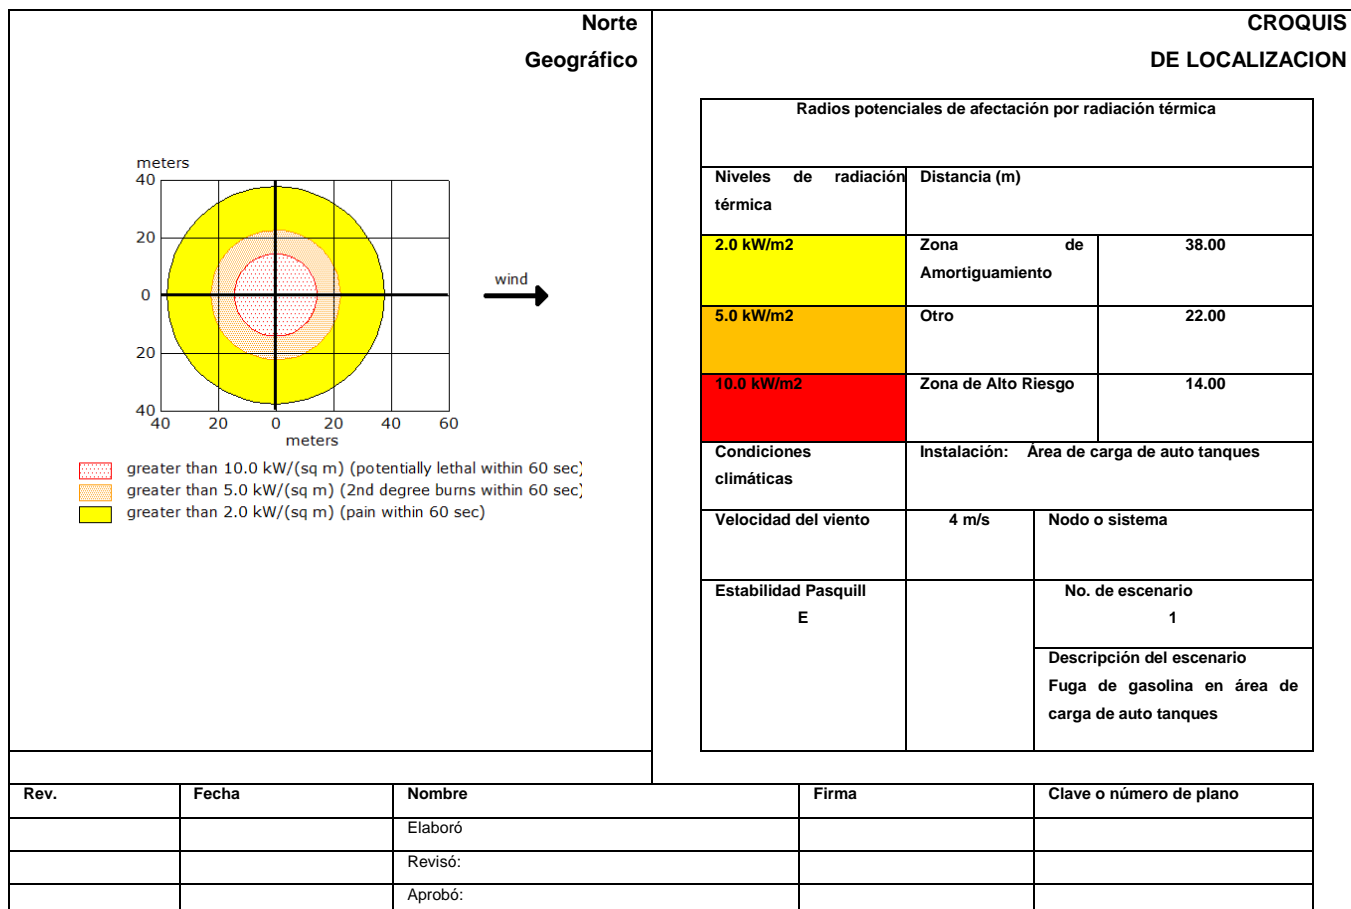 Norte
Geográfico
meters
40
20
0
20
40
40 20 0 20 40 60
meters
wind
greater than 10.0 kW/(sq m) (potentially lethal within 60 sec)
greater than 5.0 kW/(sq m) (2nd degree burns within 60 sec)
greater than 2.0 kW/(sq m) (pain within 60 sec)
CROQUIS
DE LOCALIZACION
Radios potenciales de afectación por radiación térmica
Niveles de radiación
térmica
Distancia (m)
2.0 kW/m2
Zona de
Amortiguamiento
38.00
5.0 kW/m2
Otro
22.00
10.0 kW/m2
Zona de Alto Riesgo
14.00
Condiciones
climáticas
Instalación: Área de carga de auto tanques
Velocidad del viento
4 m/s
Nodo o sistema
Estabilidad Pasquill
E
No. de escenario
1
Descripción del escenario
Fuga de gasolina en área de
carga de auto tanques
Rev.
Fecha
Nombre
Firma
Clave o número de plano
Elaboró
Revisó:
Aprobó: